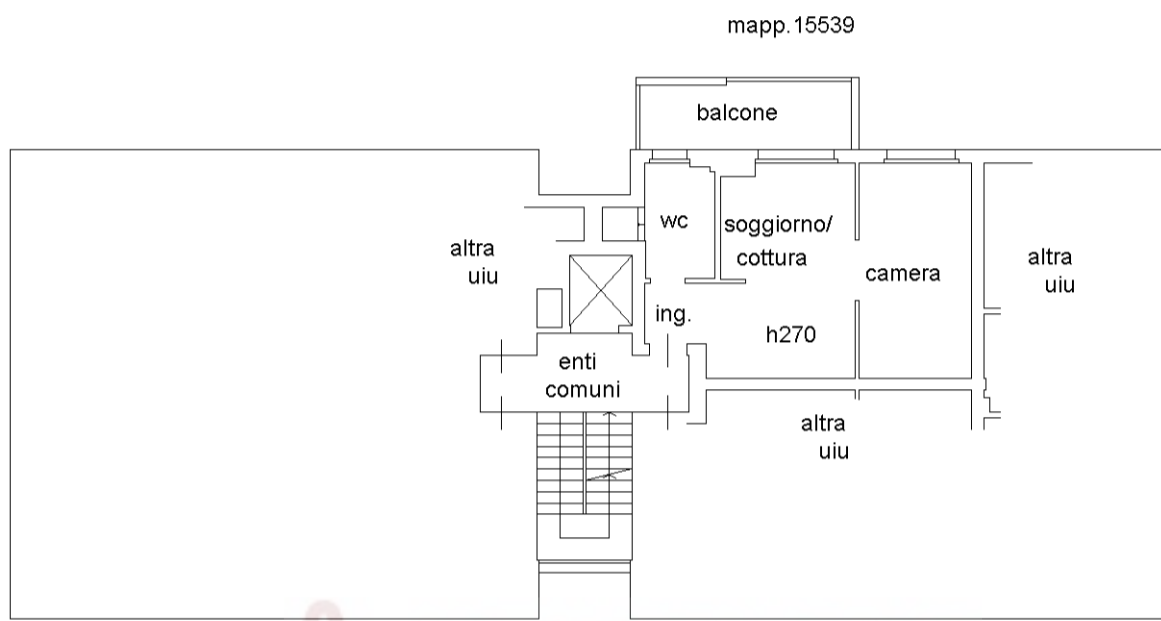 mapp.15539
balcone
wc
soggiorno/
cottura
altra
uiu
camera
altra
uiu
ing.
h270
enti
comuni
altra
uiu